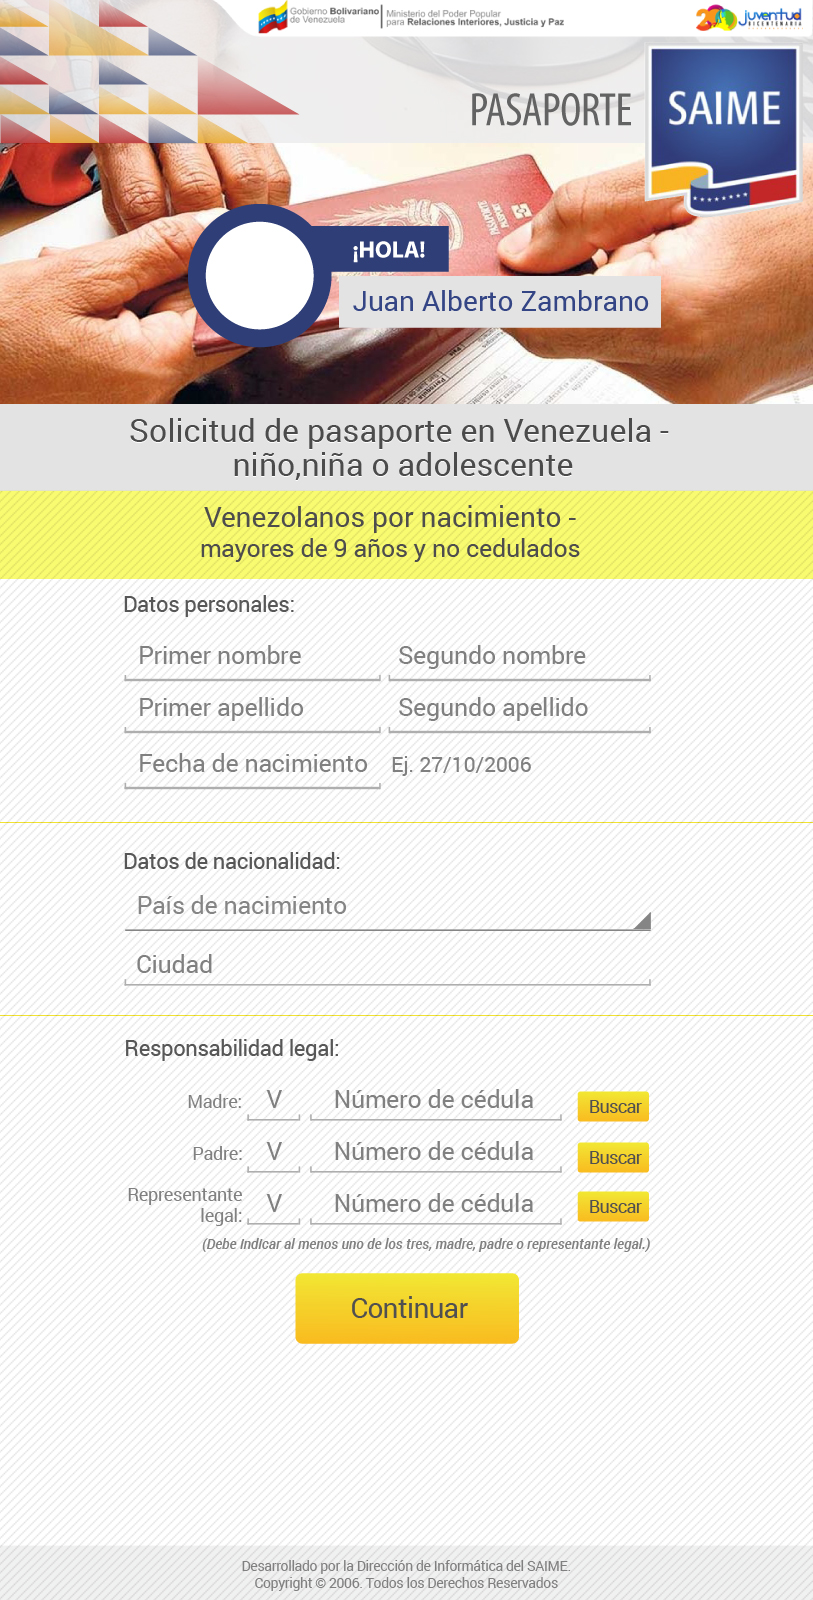 Gobierno Bolivariano
de Venezuela
Ministerio del Poder Popular
para Relaciones Interiores, Justicia y Paz
200 juventud
BICENTENARIA
PASAPORTE
SAIME
PASAPORTE
¡HOLA!
Juan Alberto Zambrano
Solicitud de pasaporte en Venezuela -
niño,niña o adolescente
Venezolanos por nacimiento -
mayores de 9 años y no cedulados
Datos personales:
Primer nombre
Segundo nombre
Primer apellido
Segundo apellido
Fecha de nacimiento
Ej. 27/10/2006
Datos de nacionalidad:
País de nacimiento
Ciudad
Responsabilidad legal:
Madre: V Número de cédula Buscar
Padre: V Número de cédula Buscar
Representante
legal: V Número de cédula Buscar
(Debe indicar al menos uno de los tres, madre, padre o representante legal.)
Continuar
Desarrollado por la Dirección de Informática del SAIME.
Copyright © 2006. Todos los Derechos Reservados